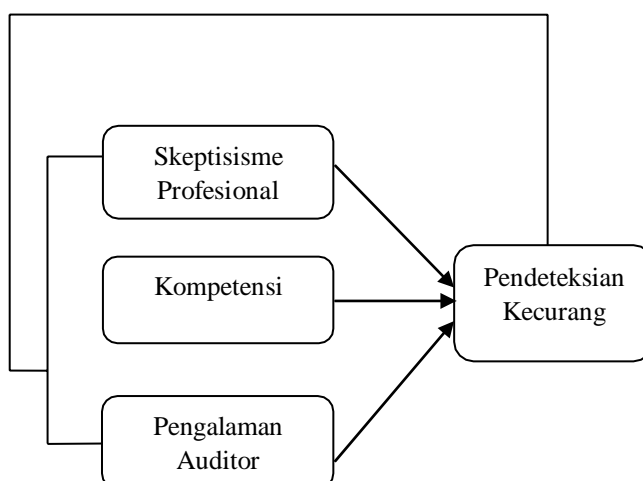 Skeptisisme
Profesional
Kompetensi
Pendeteksian
Kecurang
Pengalaman
Auditor